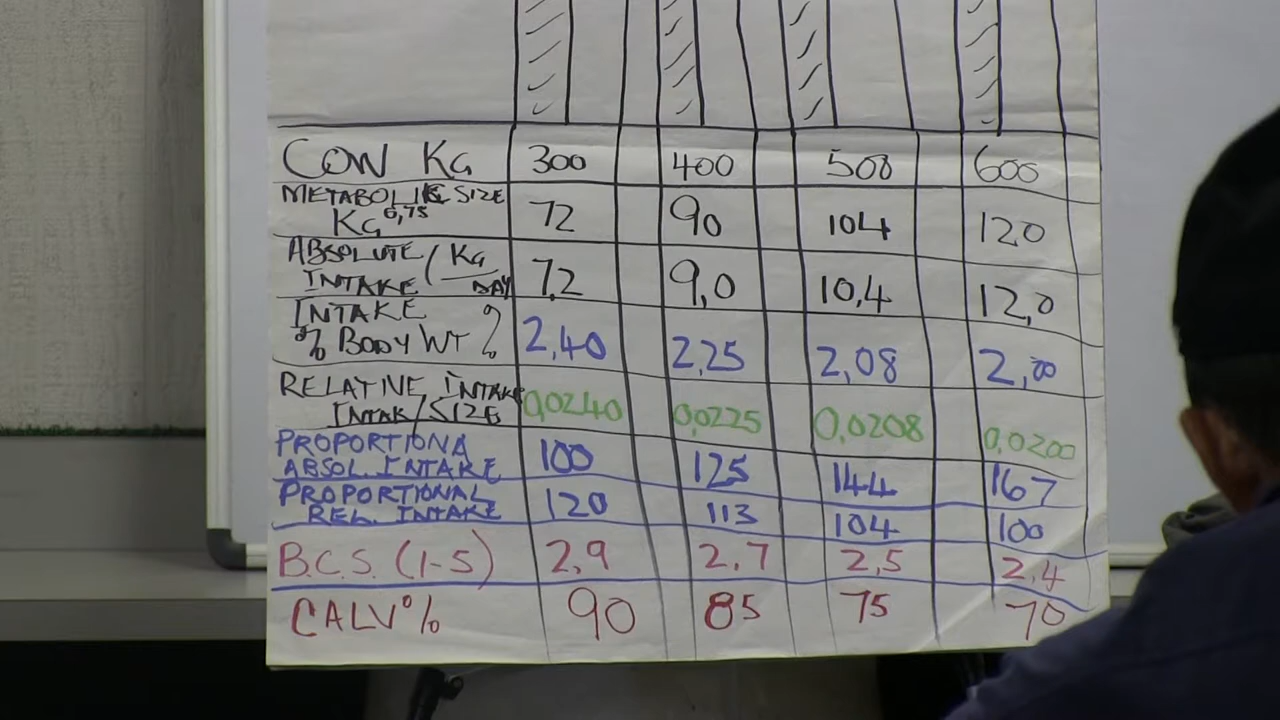 COW KG 300 400 500 600
METABOLIC SIZE
KG 0,75 72 90 104 120
ABSOLUTE / KG
INTAKE / DAY 7,2 9,0 10,4 12,0
INTAKE
% BODY WT 2,40 2,25 2,08 2,00
RELATIVE INTAKE
INTAK/SIZE 0,0240 0,0225 0,0208 0,0200
PROPORTIONA
ABSOL. INTAKE 100 125 144 167
PROPORTIONAL
REL. INTAKE 120 113 104 100
B.C.S. (1-5) 2,9 2,7 2,5 2,4
CALV% 90 85 75 70